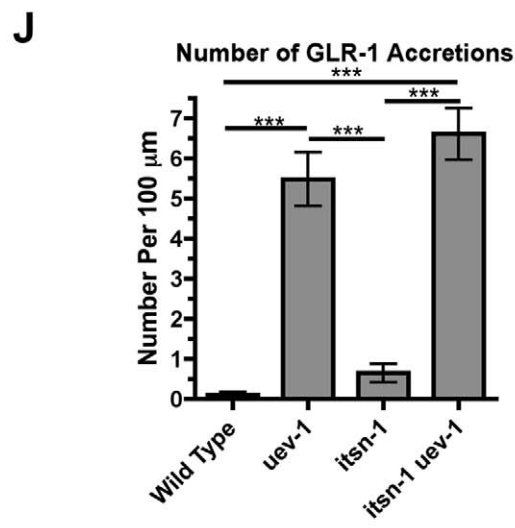 J
Number of GLR-1 Accretions
***
***
***
***
Number Per 100 μm
7
6
5
4
3
2
1
0
Wild Type
uev-1
itsn-1
itsn-1 uev-1